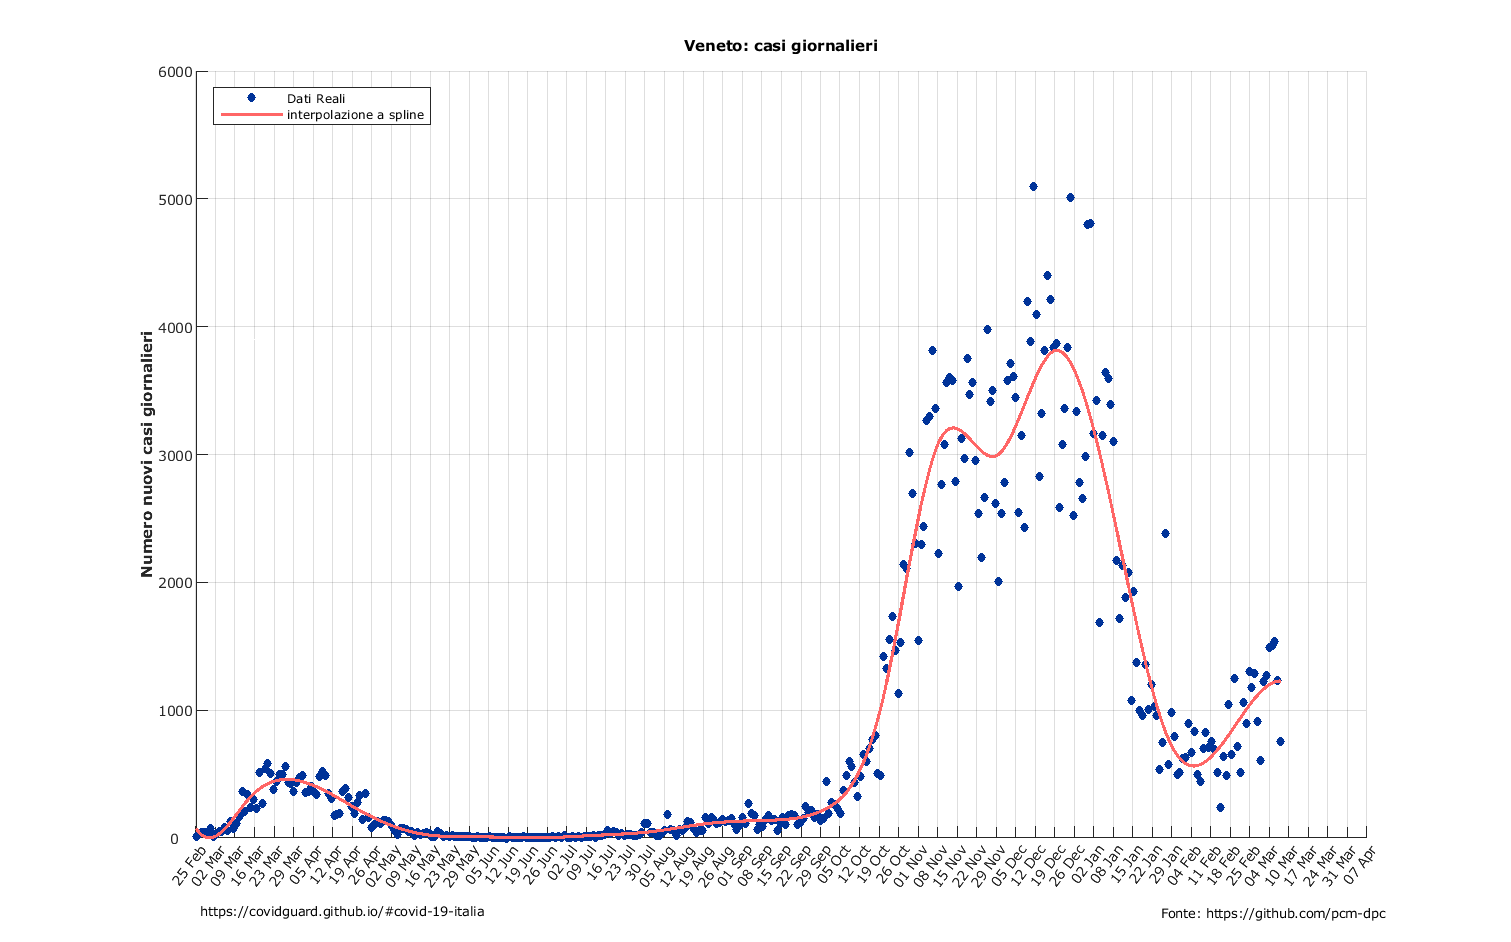 Veneto: casi giornalieri
6000
5000
4000
3000
2000
1000
0
Numero nuovi casi giornalieri
Dati Reali
interpolazione a spline
25 Feb
02 Mar
09 Mar
16 Mar
23 Mar
29 Mar
05 Apr
12 Apr
19 Apr
26 Apr
02 May
09 May
16 May
23 May
29 May
05 Jun
12 Jun
19 Jun
26 Jun
02 Jul
09 Jul
16 Jul
23 Jul
30 Jul
05 Aug
12 Aug
19 Aug
26 Aug
01 Sep
08 Sep
15 Sep
22 Sep
29 Sep
05 Oct
12 Oct
19 Oct
26 Oct
01 Nov
08 Nov
15 Nov
22 Nov
29 Nov
05 Dec
12 Dec
19 Dec
26 Dec
02 Jan
08 Jan
15 Jan
22 Jan
29 Jan
04 Feb
11 Feb
18 Feb
25 Feb
04 Mar
10 Mar
17 Mar
24 Mar
31 Mar
07 Apr
https://covidguard.github.io/#covid-19-italia
Fonte: https://github.com/pcm-dpc